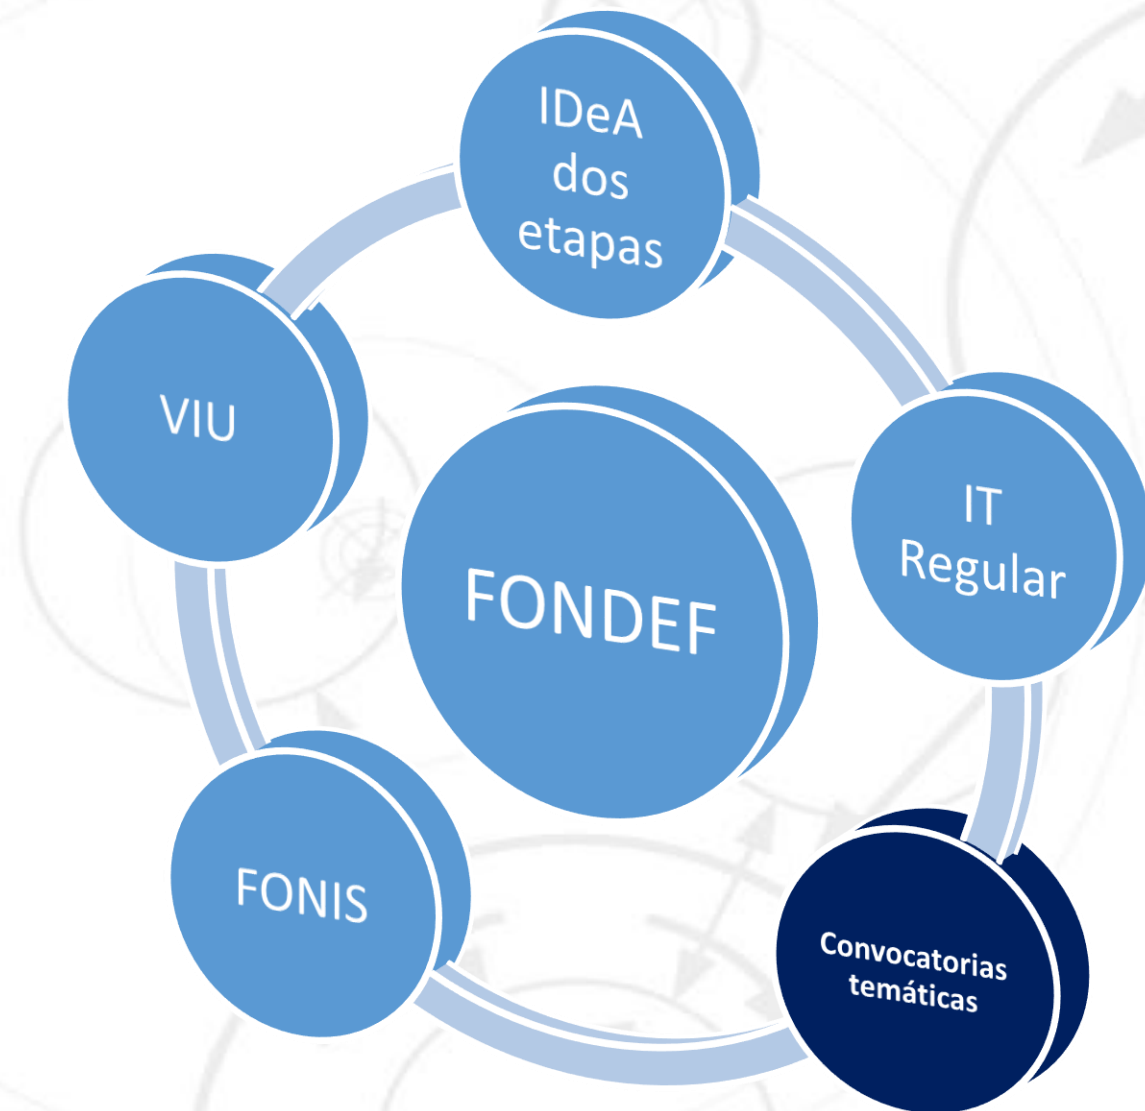 IDeA
dos
etapas
VIU
IT
Regular
FONDEF
FONIS
Convocatorias
temáticas